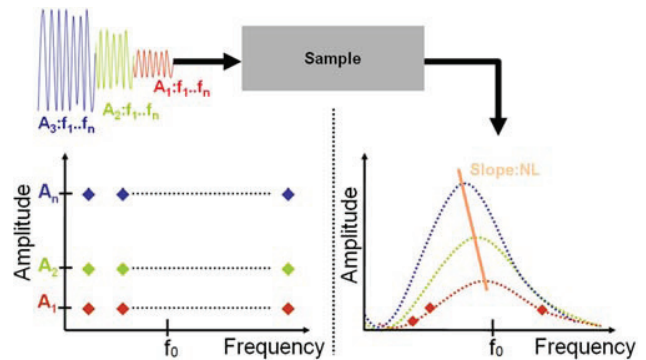 Sample
A₁:f₁..fₙ
A₂:f₁..fₙ
A₃:f₁..fₙ
Slope:NL
Amplitude
Aₙ
A₂
A₁
f₀
Frequency
Amplitude
f₀
Frequency